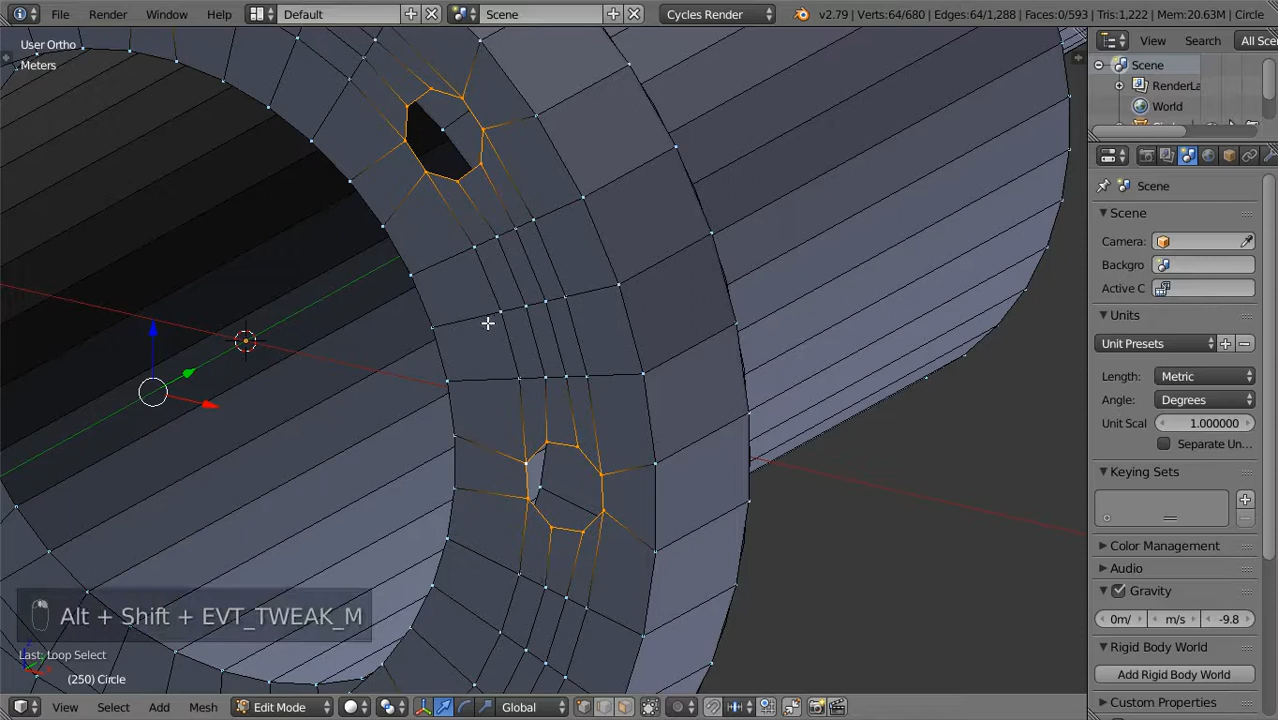 File Render Window Help Default Scene Cycles Render v2.79 | Verts:64/680 | Edges:64/1,288 | Faces:0/593 | Tris:1,222 | Mem:20.63M | Circle
User Ortho
Meters
View Search All Sce
Scene
RenderLa
World
Scene
Scene
Camera:
Backgro
Active C
Units
Unit Presets
Length: Metric
Angle: Degrees
Unit Scal 1.000000
Separate Un...
Keying Sets
Color Management
Audio
Gravity
0m/ m/s -9.8
Rigid Body World
Add Rigid Body World
Custom Properties
Alt + Shift + EVT_TWEAK_M
Last: Loop Select
(250) Circle
View Select Add Mesh Edit Mode Global